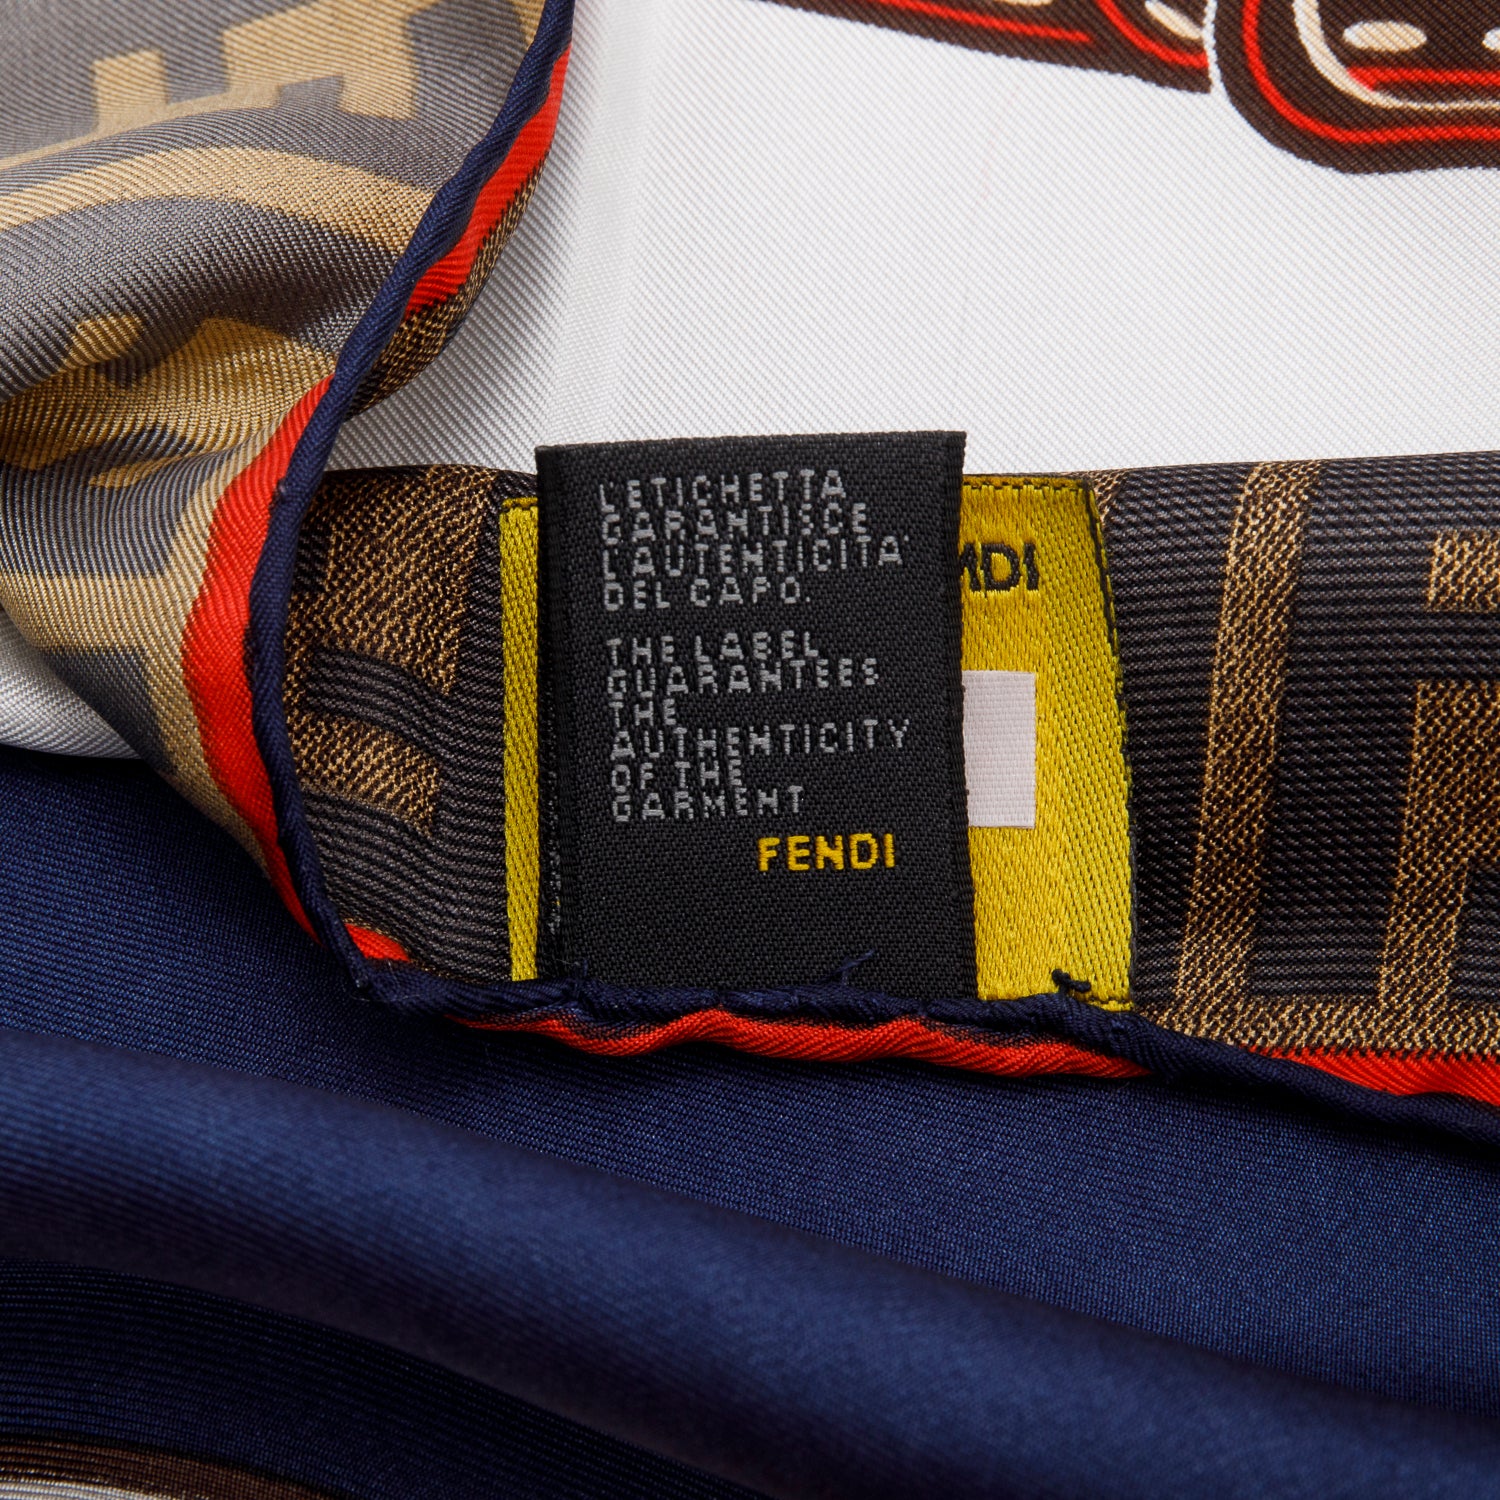 L'ETICHETTA
GARANTISCE
L'AUTENTICITA'
DEL CAPO.
THE LABEL
GUARANTEES
THE
AUTHENTICITY
OF THE
GARMENT
FENDI
NDI